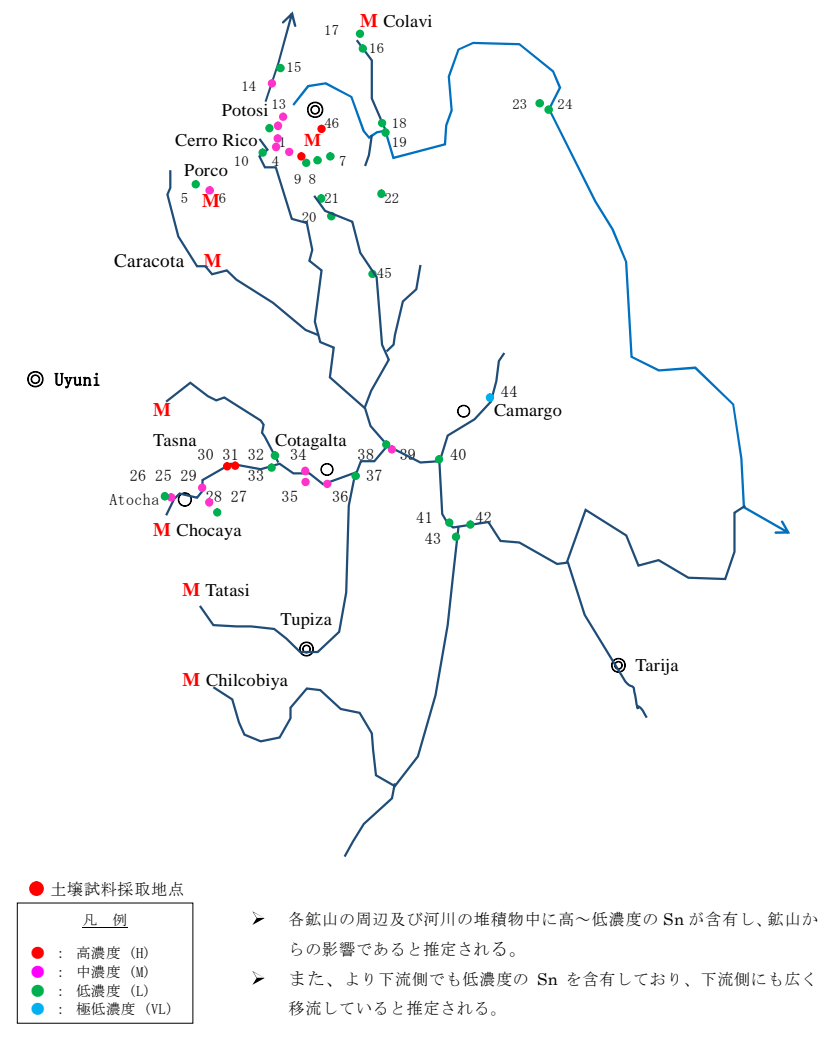 17
M Colavi
16
15
14
13
Potosi
46
M
18
23
24
Cerro Rico
1
19
10
4
9
8
7
Porco
5
6
M
21
22
20
Caracota
M
45
Uyuni
M
44
Camargo
Tasna
Cotagalta
30
31
32
34
38
39
40
26
25
29
33
37
Atocha
28
27
35
36
M Chocaya
41
42
43
M Tatasi
Tupiza
Tarija
M Chilcobiya
土壌試料採取地点
凡 例
: 高濃度 (H)
: 中濃度 (M)
: 低濃度 (L)
: 極低濃度 (VL)
➢ 各鉱山の周辺及び河川の堆積物中に高～低濃度の Sn が含有し、鉱山か
らの影響であると推定される。
➢ また、より下流側でも低濃度の Sn を含有しており、下流側にも広く
移流していると推定される。